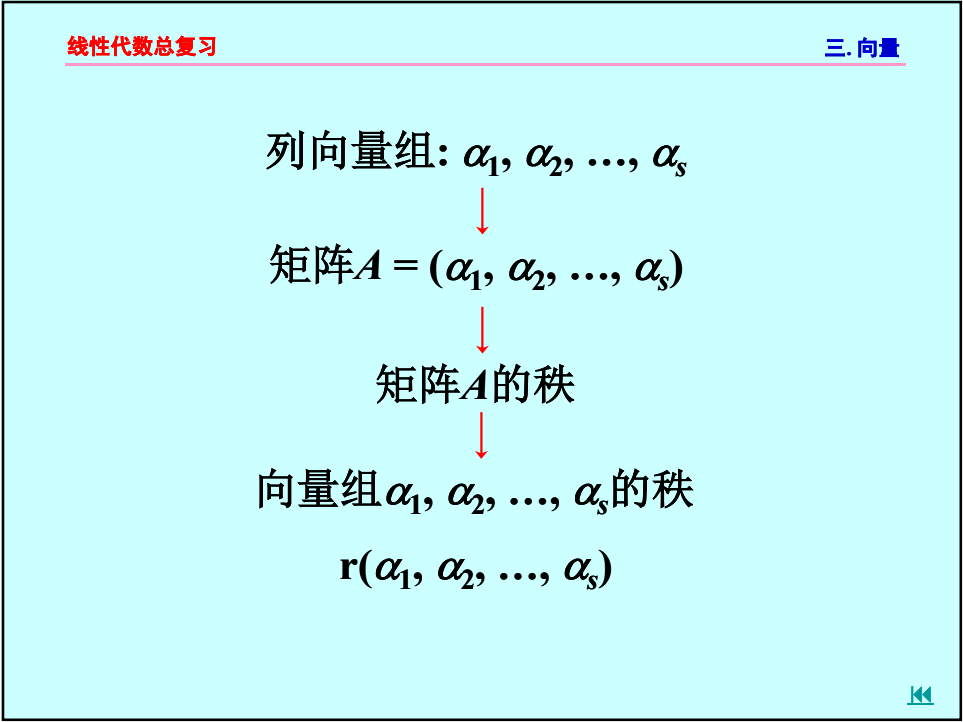 线性代数总复习
三. 向量
列向量组: α1, α2, …, αs
↓
矩阵A = (α1, α2, …, αs)
↓
矩阵A的秩
↓
向量组α1, α2, …, αs的秩
r(α1, α2, …, αs)